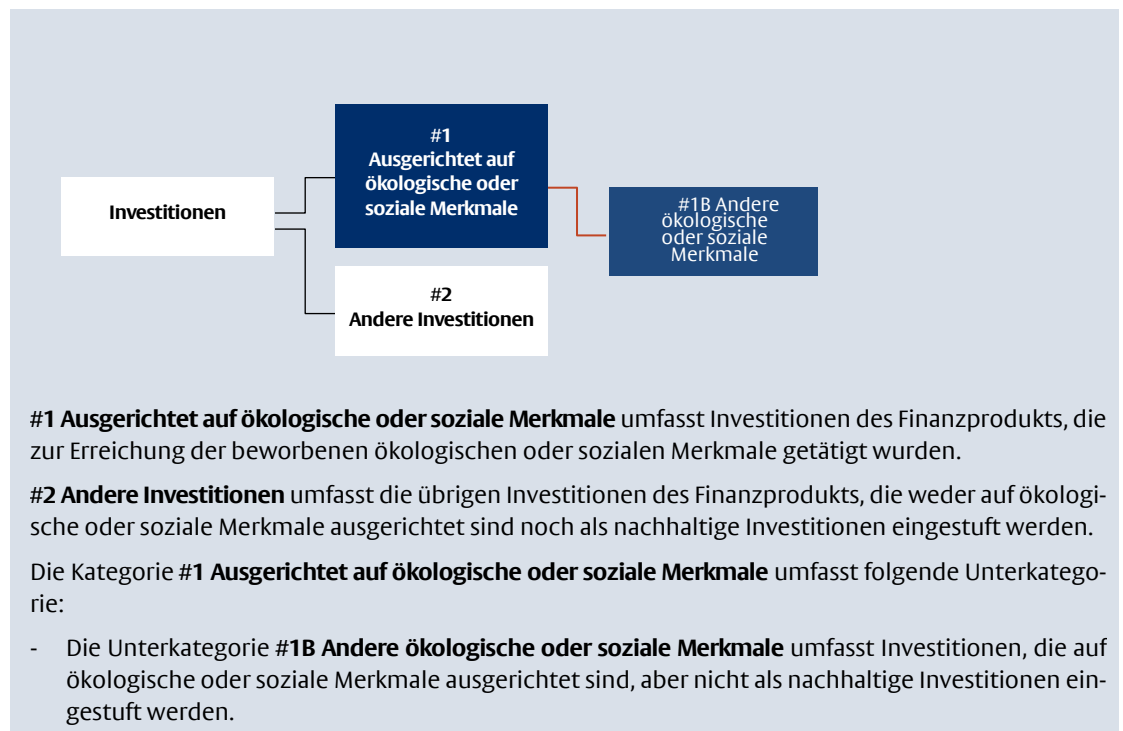 #1
Ausgerichtet auf
ökologische oder
soziale Merkmale
Investitionen
#1B Andere
ökologische
oder soziale
Merkmale
#2
Andere Investitionen
#1 Ausgerichtet auf ökologische oder soziale Merkmale umfasst Investitionen des Finanzprodukts, die
zur Erreichung der beworbenen ökologischen oder sozialen Merkmale getätigt wurden.
#2 Andere Investitionen umfasst die übrigen Investitionen des Finanzprodukts, die weder auf ökologi-
sche oder soziale Merkmale ausgerichtet sind noch als nachhaltige Investitionen eingestuft werden.
Die Kategorie #1 Ausgerichtet auf ökologische oder soziale Merkmale umfasst folgende Unterkatego-
rie:
- Die Unterkategorie #1B Andere ökologische oder soziale Merkmale umfasst Investitionen, die auf
ökologische oder soziale Merkmale ausgerichtet sind, aber nicht als nachhaltige Investitionen ein-
gestuft werden.